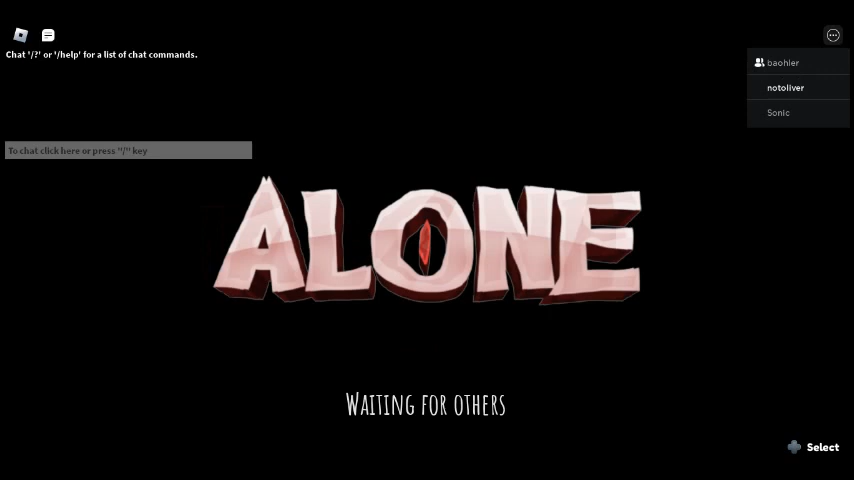 Chat '/?' or '/help' for a list of chat commands.
baohler
notoliver
Sonic
To chat click here or press "/" key
ALONE
Waiting for others
Select